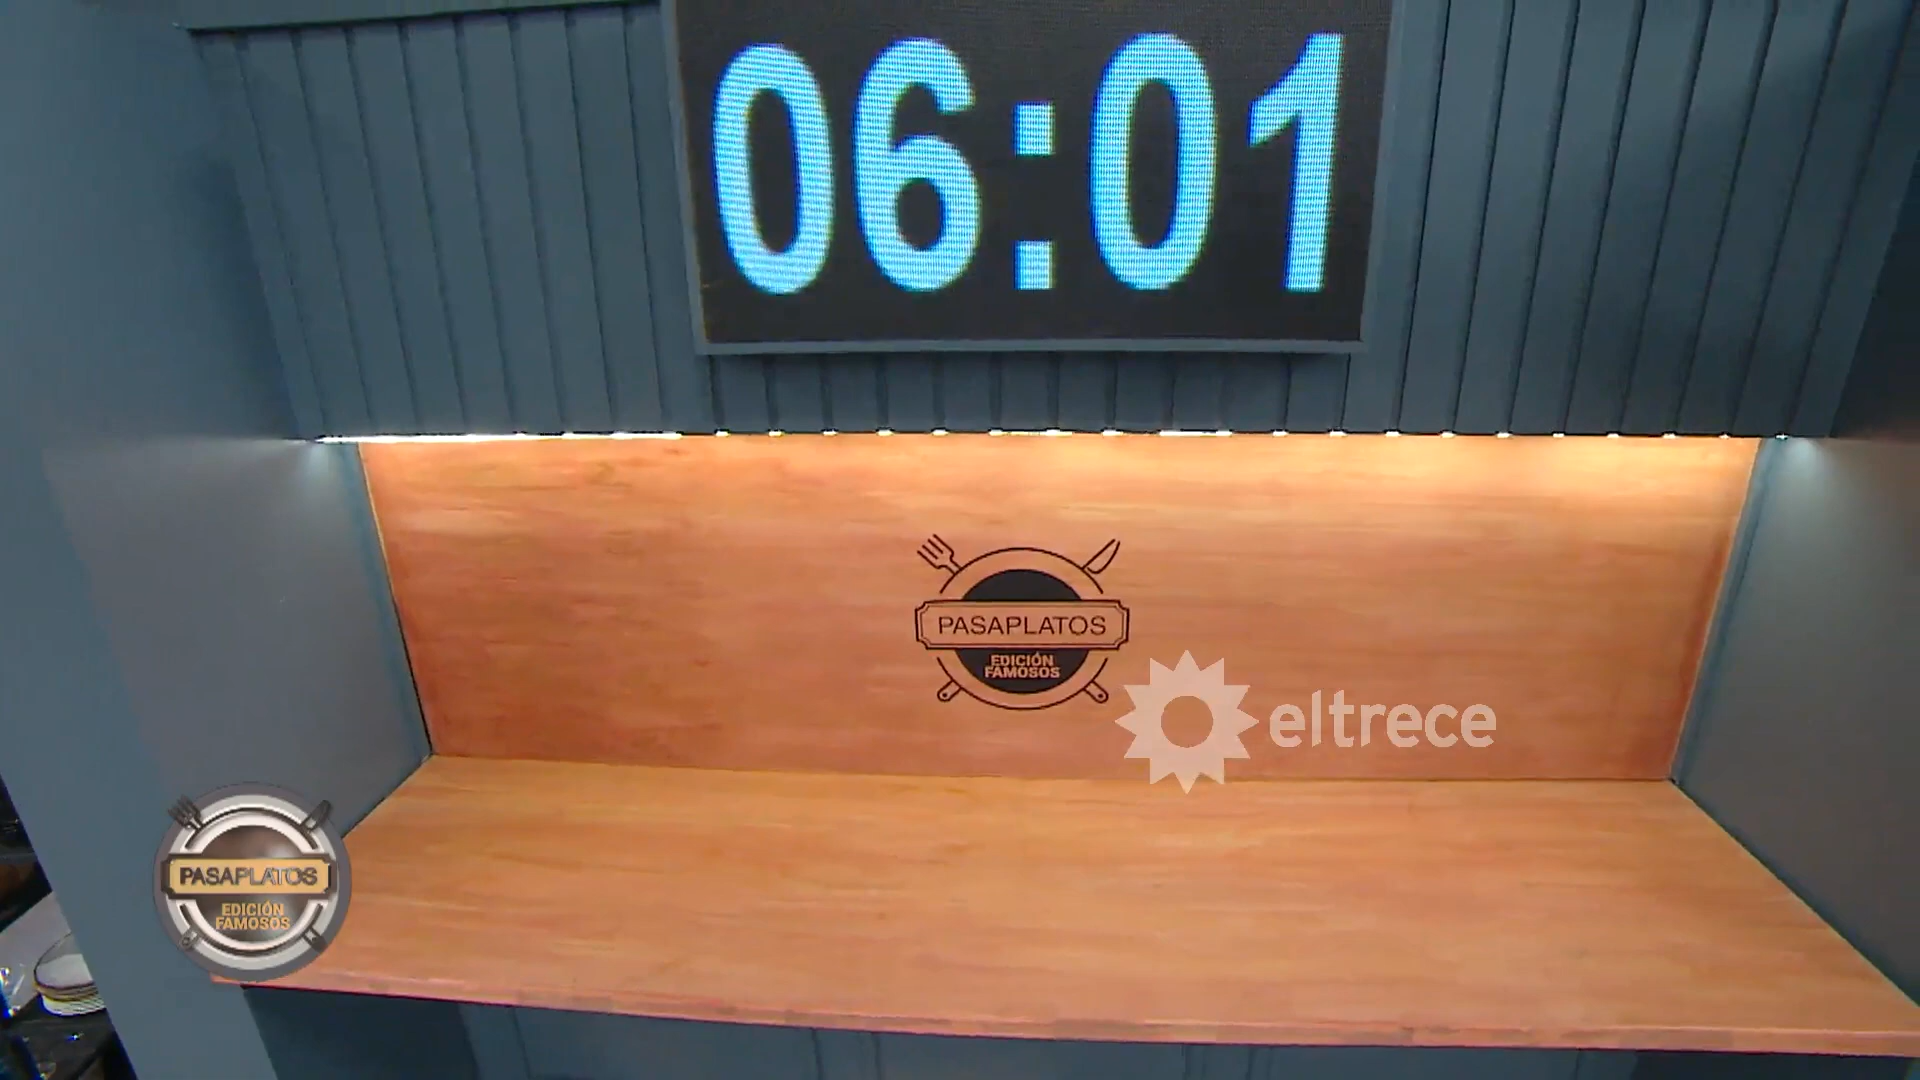 06:01
PASAPLATOS
EDICIÓN
FAMOSOS
eltrece
PASAPLATOS
EDICIÓN
FAMOSOS